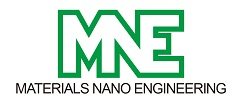 MNE
MATERIALS NANO ENGINEERING